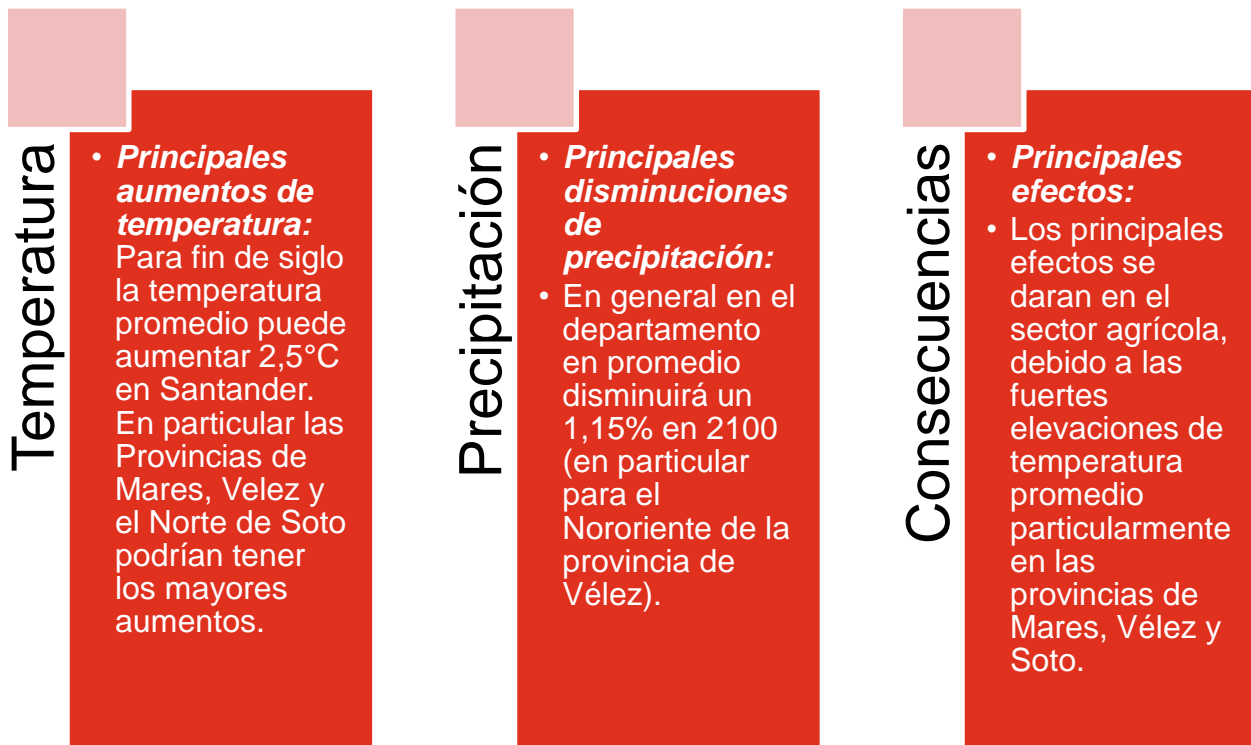 Temperatura
• Principales
aumentos de
temperatura:
Para fin de siglo
la temperatura
promedio puede
aumentar 2,5°C
en Santander.
En particular las
Provincias de
Mares, Velez y
el Norte de Soto
podrían tener
los mayores
aumentos.
Precipitación
• Principales
disminuciones
de
precipitación:
• En general en el
departamento
en promedio
disminuirá un
1,15% en 2100
(en particular
para el
Nororiente de la
provincia de
Vélez).
Consecuencias
• Principales
efectos:
• Los principales
efectos se
daran en el
sector agrícola,
debido a las
fuertes
elevaciones de
temperatura
promedio
particularmente
en las
provincias de
Mares, Vélez y
Soto.